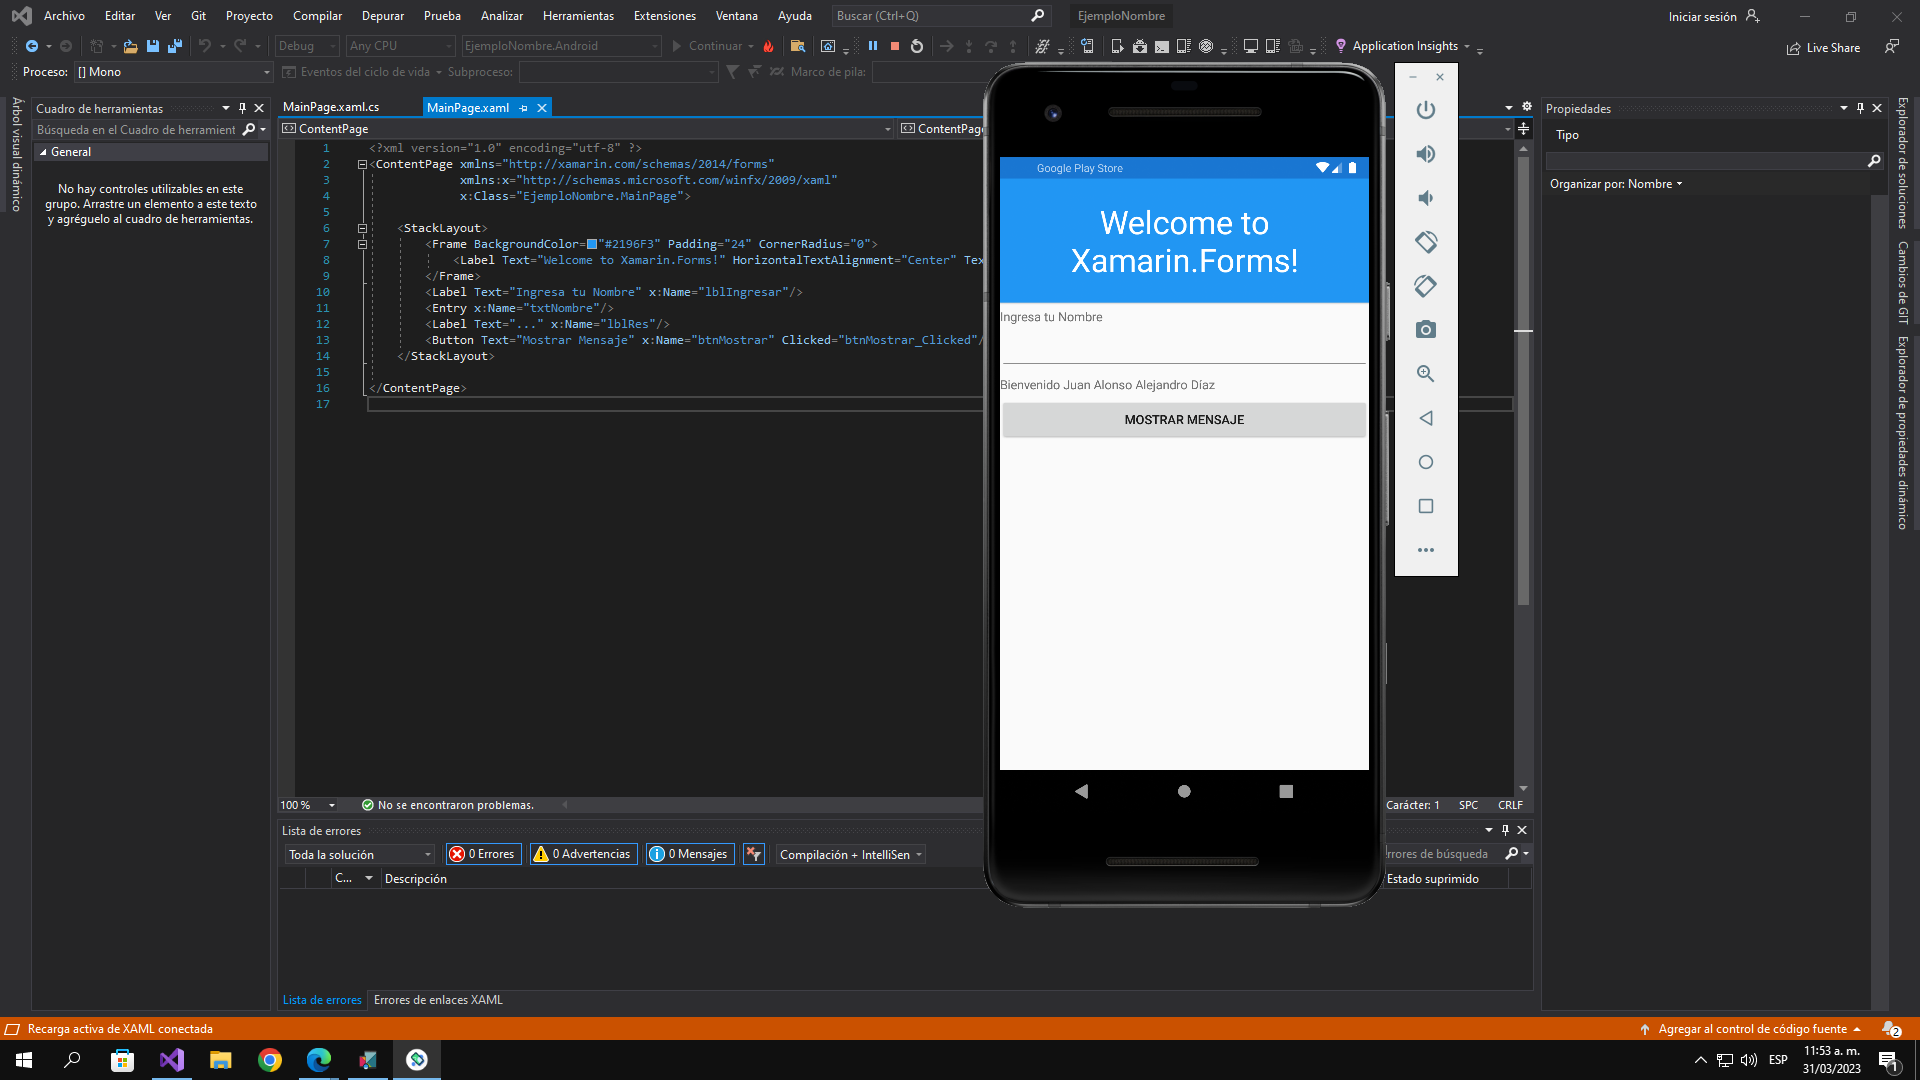 Archivo Editar Ver Git Proyecto Compilar Depurar Prueba Analizar Herramientas Extensiones Ventana Ayuda Buscar (Ctrl+Q) EjemploNombre Iniciar sesión
Debug Any CPU EjemploNombre.Android Continuar Application Insights Live Share
Proceso: [] Mono Eventos del ciclo de vida Subproceso: Marco de pila:
Árbol visual dinámico
Cuadro de herramientas
Búsqueda en el Cuadro de herramient
General
No hay controles utilizables en este
grupo. Arrastre un elemento a este texto
y agréguelo al cuadro de herramientas.
MainPage.xaml.cs MainPage.xaml
ContentPage ContentPage
1 <?xml version="1.0" encoding="utf-8" ?>
2 <ContentPage xmlns="http://xamarin.com/schemas/2014/forms"
3 xmlns:x="http://schemas.microsoft.com/winfx/2009/xaml"
4 x:Class="EjemploNombre.MainPage">
5
6 <StackLayout>
7 <Frame BackgroundColor="#2196F3" Padding="24" CornerRadius="0">
8 <Label Text="Welcome to Xamarin.Forms!" HorizontalTextAlignment="Center" Tex
9 </Frame>
10 <Label Text="Ingresa tu Nombre" x:Name="lblIngresar"/>
11 <Entry x:Name="txtNombre"/>
12 <Label Text="..." x:Name="lblRes"/>
13 <Button Text="Mostrar Mensaje" x:Name="btnMostrar" Clicked="btnMostrar_Clicked"/
14 </StackLayout>
15
16 </ContentPage>
17
100 % No se encontraron problemas. Carácter: 1 SPC CRLF
Google Play Store
Welcome to
Xamarin.Forms!
Ingresa tu Nombre
Bienvenido Juan Alonso Alejandro Díaz
MOSTRAR MENSAJE
Propiedades
Tipo
Organizar por: Nombre
Explorador de soluciones
Cambios de GIT
Explorador de propiedades dinámico
Lista de errores
Toda la solución 0 Errores 0 Advertencias 0 Mensajes Compilación + IntelliSen rrores de búsqueda
C... Descripción Estado suprimido
Lista de errores Errores de enlaces XAML
Recarga activa de XAML conectada Agregar al control de código fuente 2
ESP 11:53 a. m.
31/03/2023 1